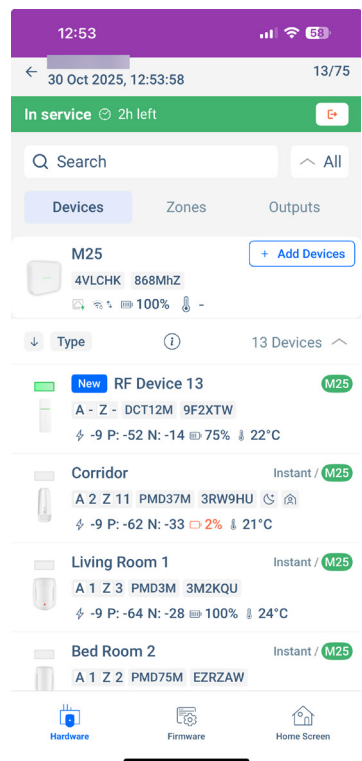 12:53
58
30 Oct 2025, 12:53:58
13/75
In service 2h left
Search
All
Devices Zones Outputs
M25
+ Add Devices
4VLCHK 868MhZ
100% -
Type
13 Devices
New RF Device 13 M25
A - Z - DCT12M 9F2XTW
-9 P: -52 N: -14 75% 22°C
Corridor Instant / M25
A 2 Z 11 PMD37M 3RW9HU
-9 P: -62 N: -33 2% 21°C
Living Room 1 Instant / M25
A 1 Z 3 PMD3M 3M2KQU
-9 P: -64 N: -28 100% 24°C
Bed Room 2 Instant / M25
A 1 Z 2 PMD75M EZRZAW
Hardware Firmware Home Screen